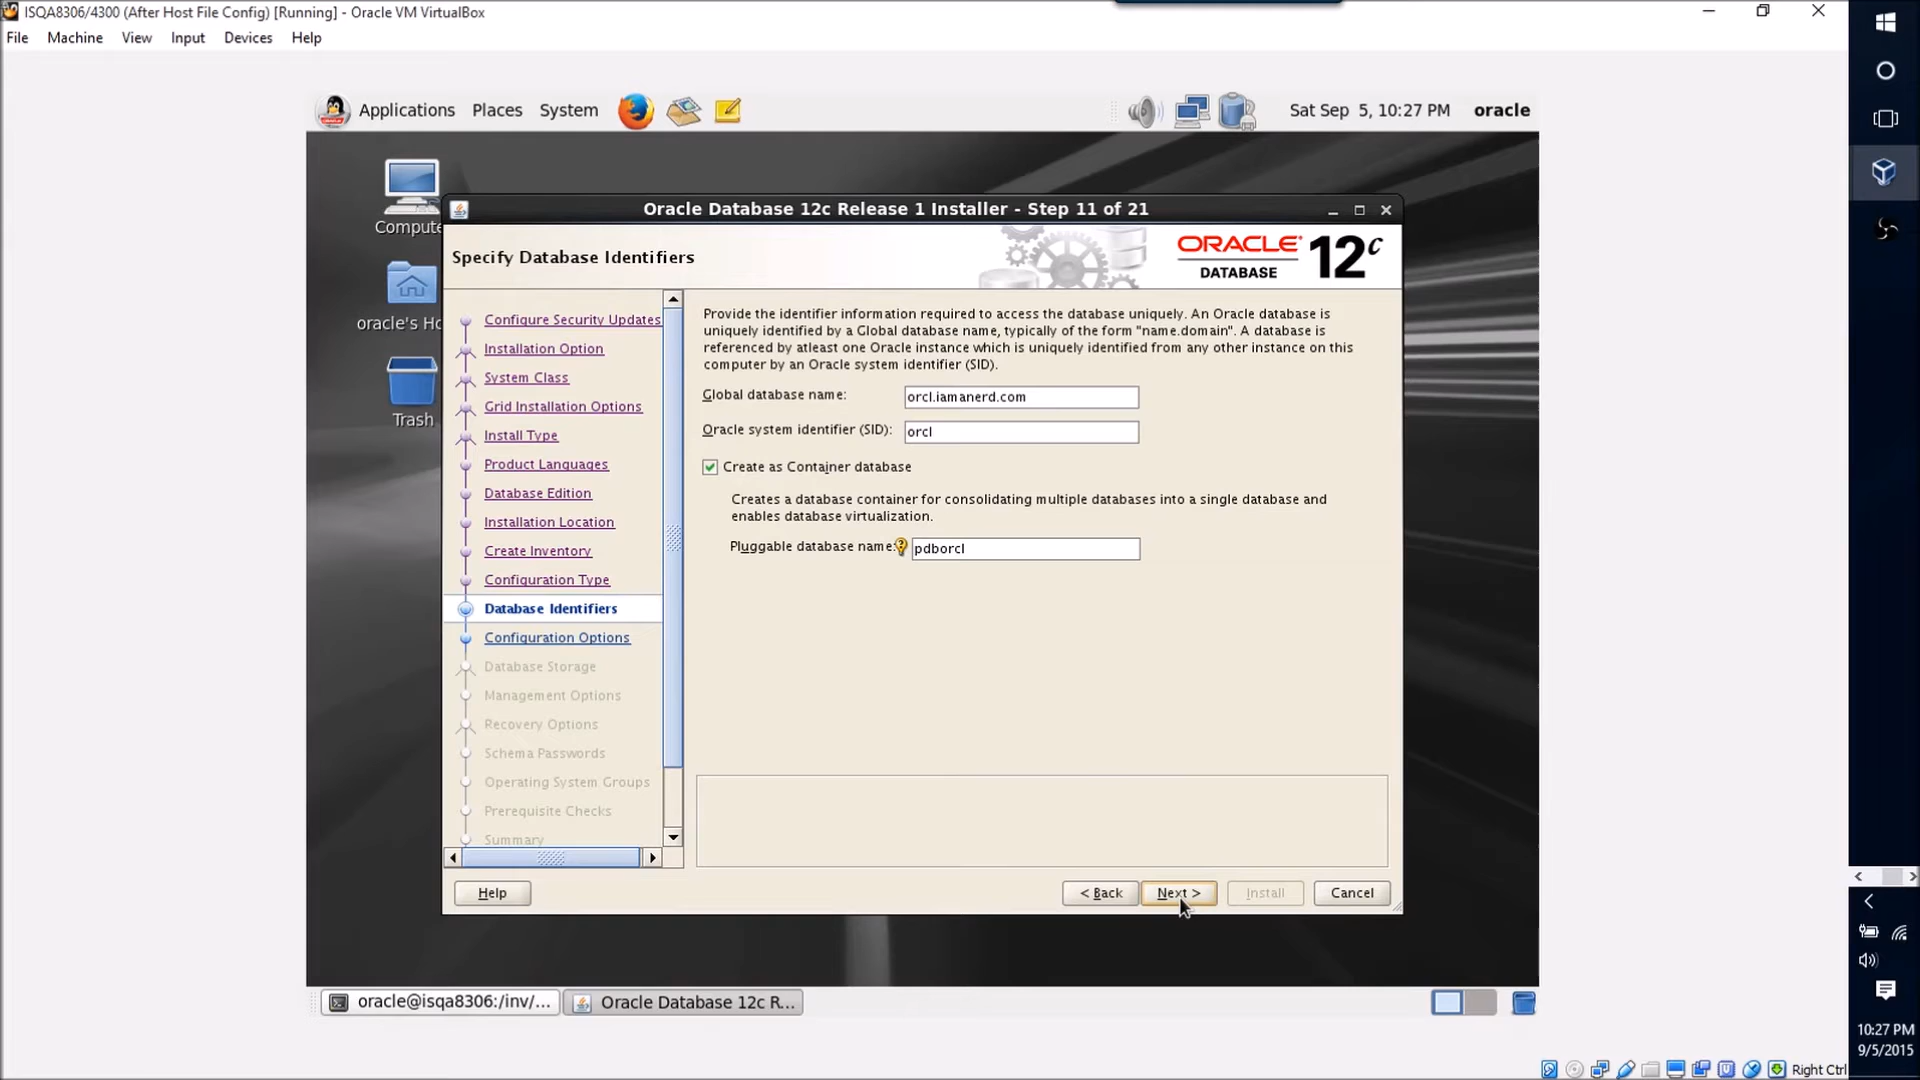 ISQA8306/4300 (After Host File Config) [Running] - Oracle VM VirtualBox
File Machine View Input Devices Help
Applications Places System Sat Sep 5, 10:27 PM oracle
Computer
oracle's Ho
Trash
Oracle Database 12c Release 1 Installer - Step 11 of 21
Specify Database Identifiers
ORACLE
DATABASE
12c
Configure Security Updates
Installation Option
System Class
Grid Installation Options
Install Type
Product Languages
Database Edition
Installation Location
Create Inventory
Configuration Type
Database Identifiers
Configuration Options
Database Storage
Management Options
Recovery Options
Schema Passwords
Operating System Groups
Prerequisite Checks
Summary
Provide the identifier information required to access the database uniquely. An Oracle database is
uniquely identified by a Global database name, typically of the form "name.domain". A database is
referenced by atleast one Oracle instance which is uniquely identified from any other instance on this
computer by an Oracle system identifier (SID).
Global database name: orcl.iamanerd.com
Oracle system identifier (SID): orcl
Create as Container database
Creates a database container for consolidating multiple databases into a single database and
enables database virtualization.
Pluggable database name: pdborcl
Help < Back Next > Install Cancel
oracle@isqa8306:/inv/... Oracle Database 12c R...
10:27 PM
9/5/2015
Right Ctrl